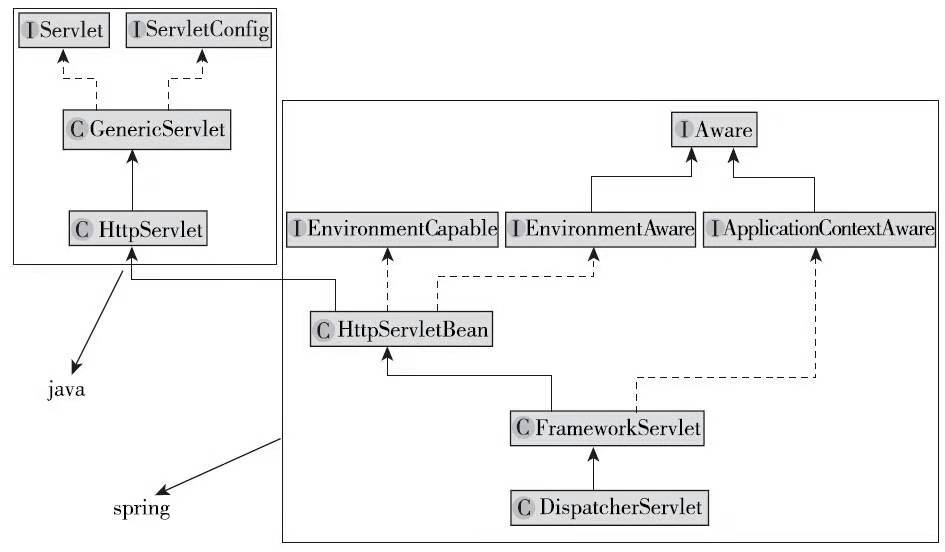 I Servlet
I ServletConfig
C GenericServlet
C HttpServlet
java
I Aware
I EnvironmentCapable
I EnvironmentAware
I ApplicationContextAware
C HttpServletBean
C FrameworkServlet
C DispatcherServlet
spring